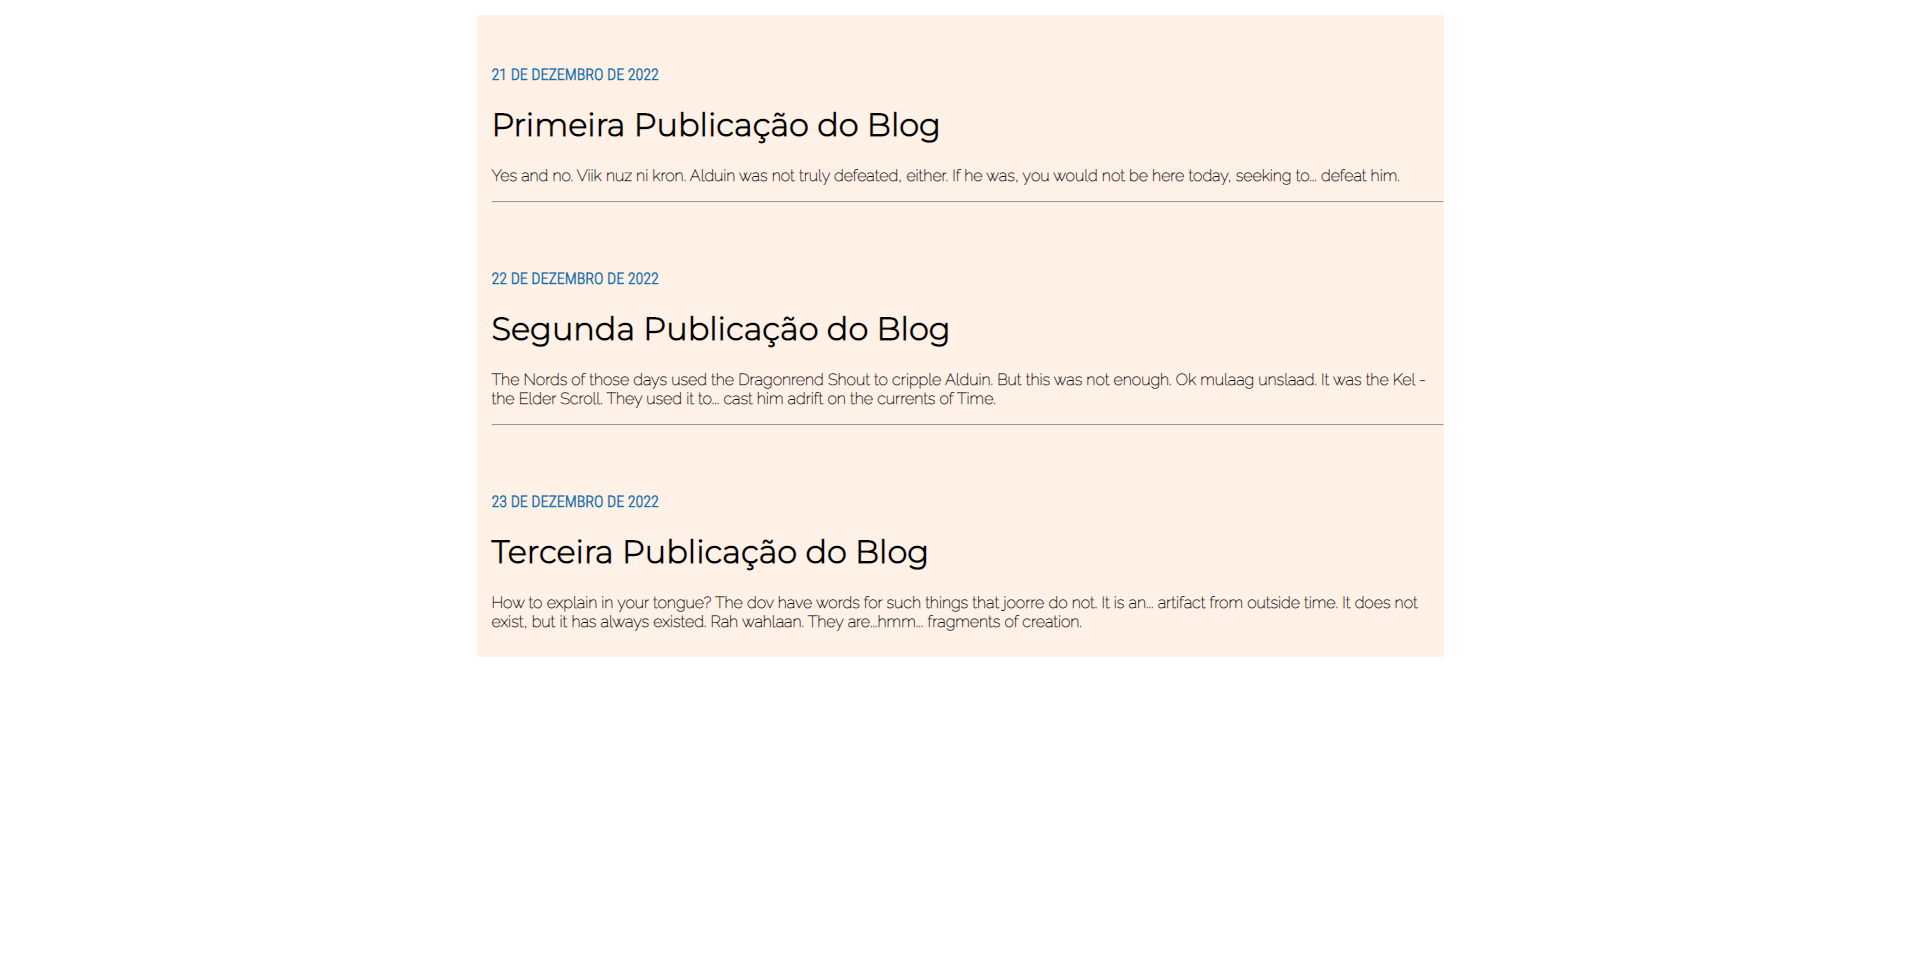 21 DE DEZEMBRO DE 2022
Primeira Publicação do Blog
Yes and no. Viik nuz ni kron. Alduin was not truly defeated, either. If he was, you would not be here today, seeking to... defeat him.
22 DE DEZEMBRO DE 2022
Segunda Publicação do Blog
The Nords of those days used the Dragonrend Shout to cripple Alduin. But this was not enough. Ok mulaag unslaad. It was the Kel -
the Elder Scroll. They used it to... cast him adrift on the currents of Time.
23 DE DEZEMBRO DE 2022
Terceira Publicação do Blog
How to explain in your tongue? The dov have words for such things that joorre do not. It is an... artifact from outside time. It does not
exist, but it has always existed. Rah wahlaan. They are...hmm... fragments of creation.